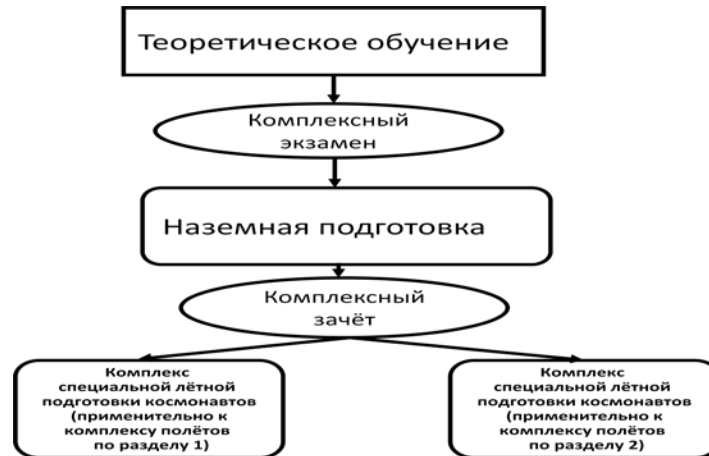 Теоретическое обучение
Комплексный
экзамен
Наземная подготовка
Комплексный
зачёт
Комплекс
специальной лётной
подготовки космонавтов
(применительно к
комплексу полётов
по разделу 1)
Комплекс
специальной лётной
подготовки космонавтов
(применительно к
комплексу полётов
по разделу 2)